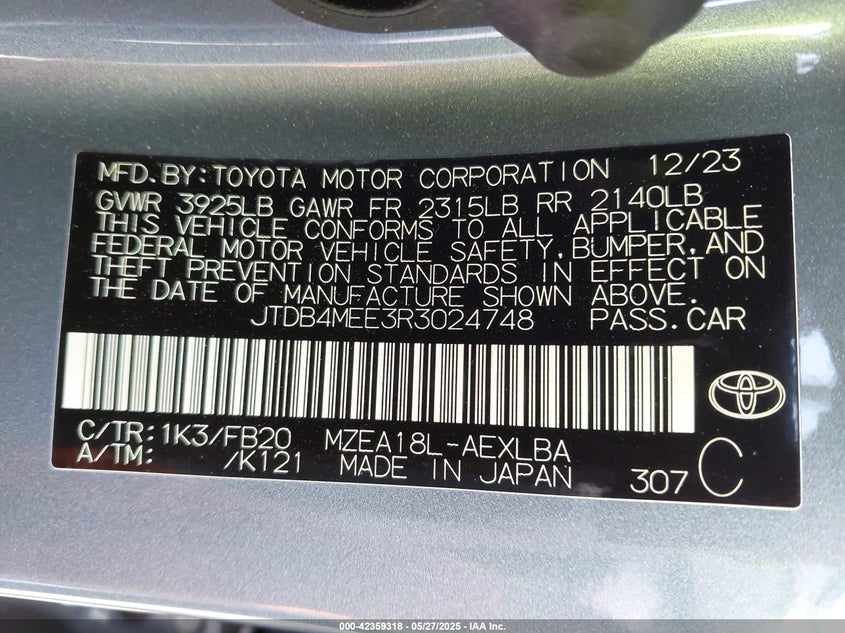 MFD.BY:TOYOTA MOTOR CORPORATION 12/23
GVWR 3925LB GAWR FR 2315LB RR 2140LB
THIS VEHICLE CONFORMS TO ALL APPLICABLE
FEDERAL MOTOR VEHICLE SAFETY,BUMPER,AND
THEFT PREVENTION STANDARDS IN EFFECT ON
THE DATE OF MANUFACTURE SHOWN ABOVE.
JTDB4MEE3R3024748 PASS.CAR
C/TR:1K3/FB20 MZEA18L-AEXLBA
A/TM: /K121 MADE IN JAPAN 307 C
000-42359318 - 05/27/2025 - IAA Inc.